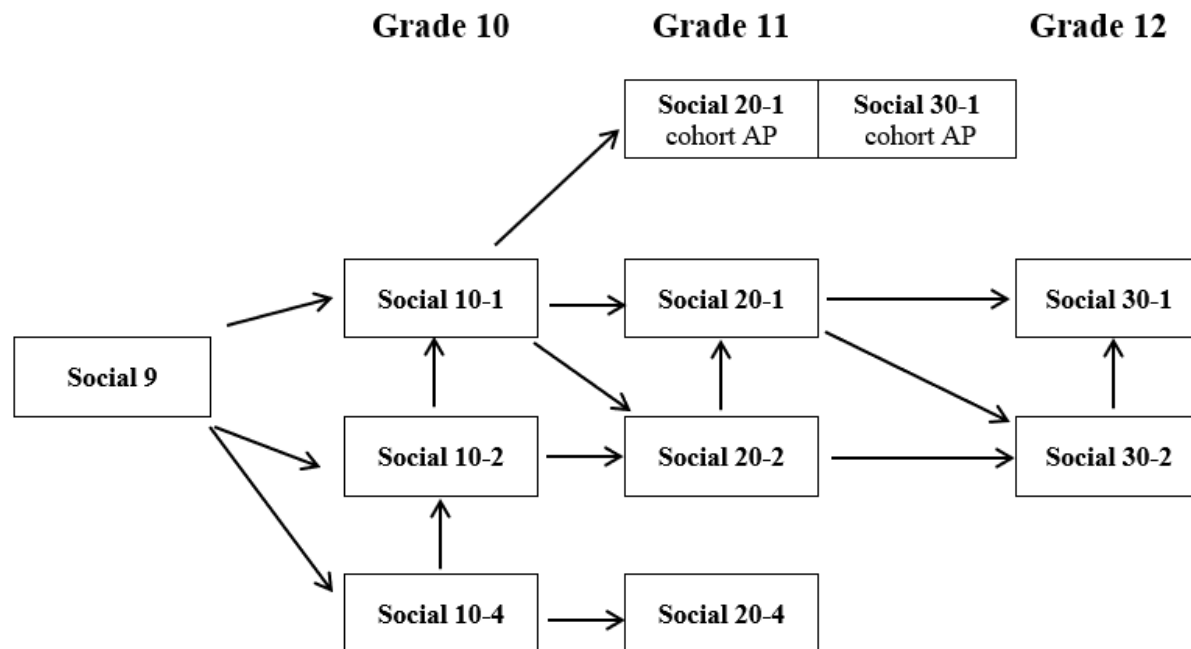 Grade 10
Grade 11
Grade 12
Social 20-1
cohort AP
Social 30-1
cohort AP
Social 10-1
Social 20-1
Social 30-1
Social 9
Social 10-2
Social 20-2
Social 30-2
Social 10-4
Social 20-4